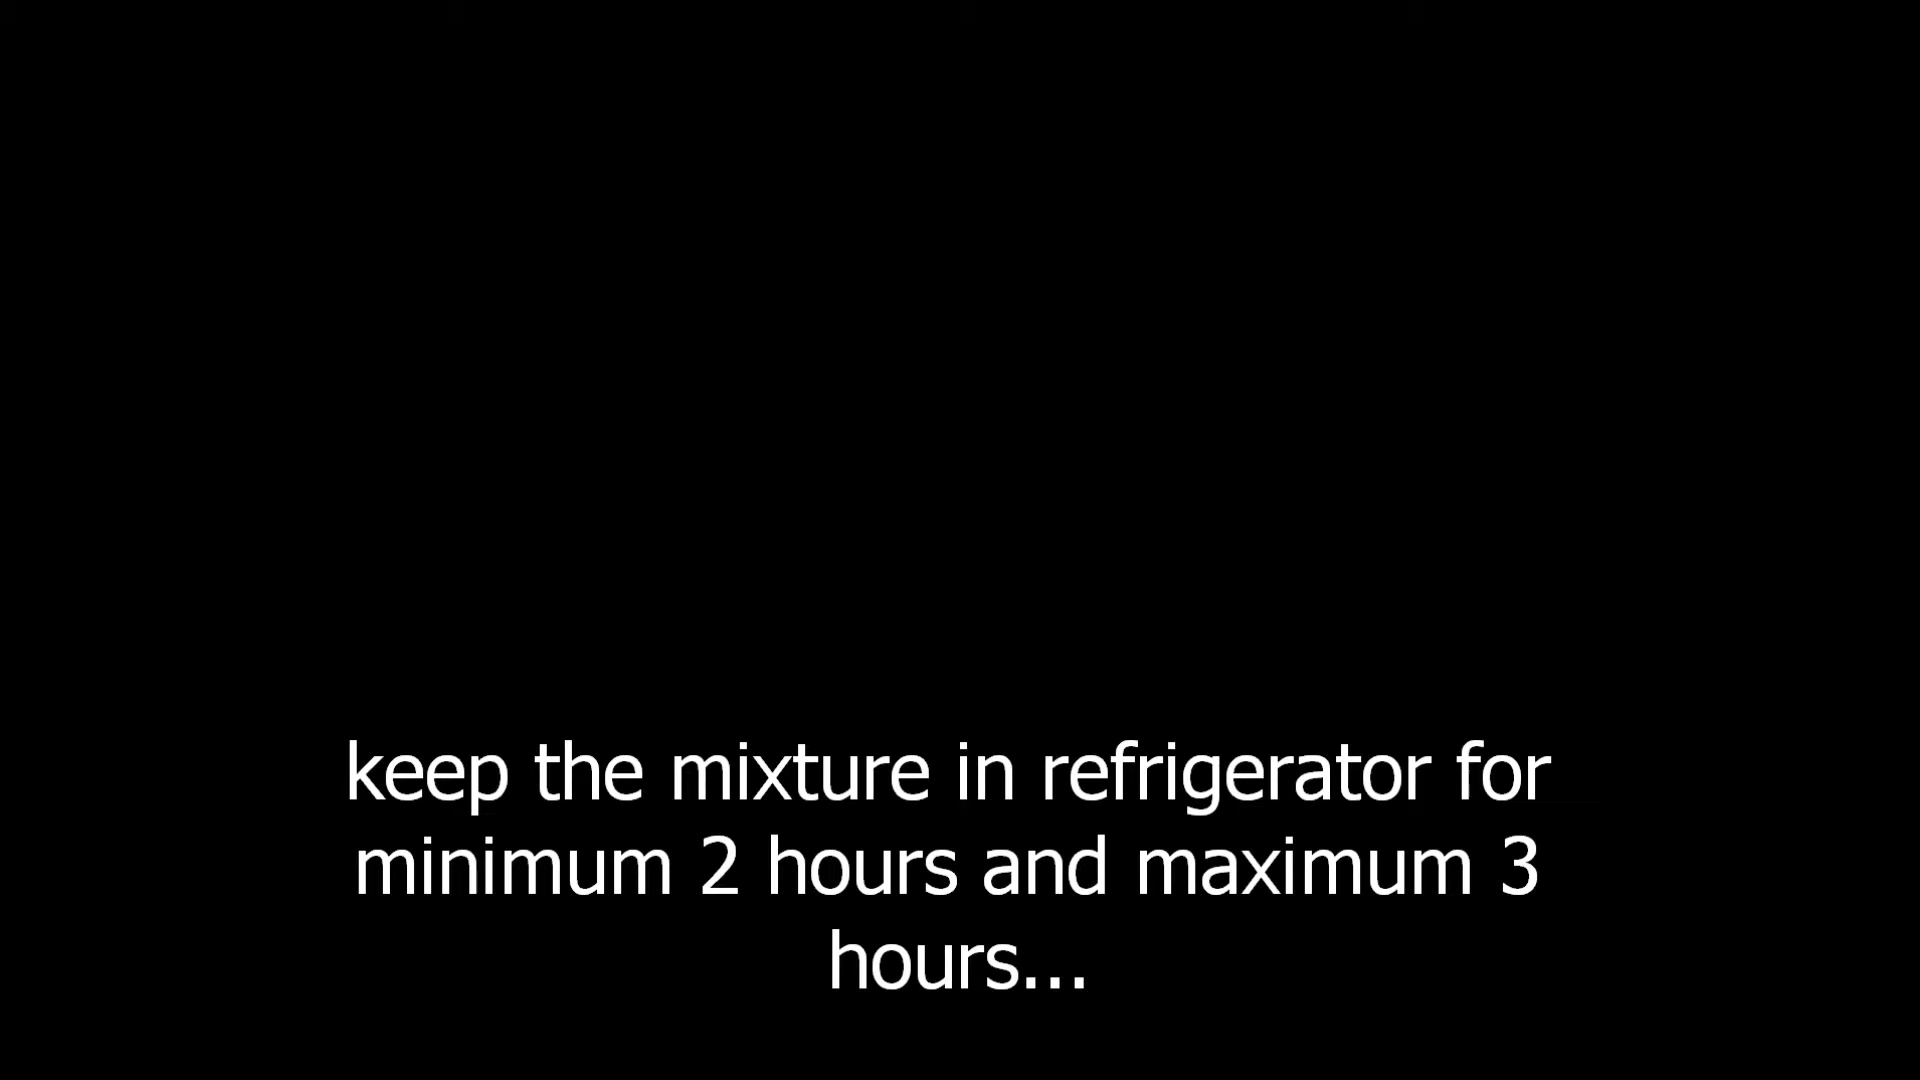 keep the mixture in refrigerator for
minimum 2 hours and maximum 3
hours...